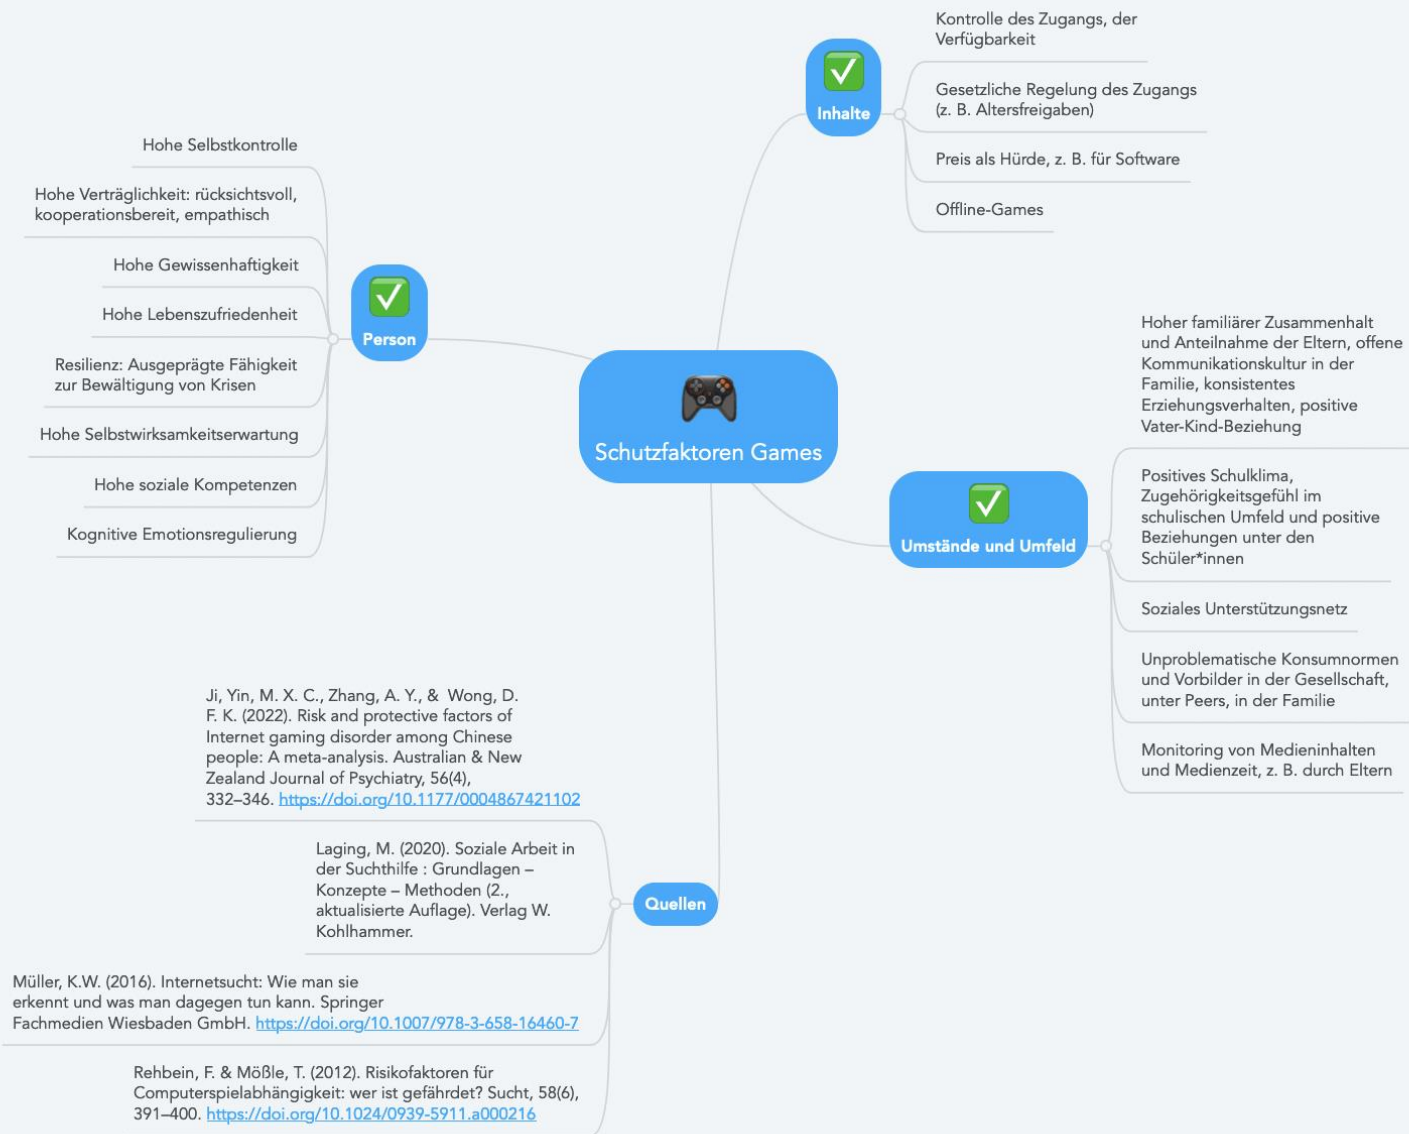 Schutzfaktoren Games
Inhalte
Kontrolle des Zugangs, der
Verfügbarkeit
Gesetzliche Regelung des Zugangs
(z. B. Altersfreigaben)
Preis als Hürde, z. B. für Software
Offline-Games
Person
Hohe Selbstkontrolle
Hohe Verträglichkeit: rücksichtsvoll,
kooperationsbereit, empathisch
Hohe Gewissenhaftigkeit
Hohe Lebenszufriedenheit
Resilienz: Ausgeprägte Fähigkeit
zur Bewältigung von Krisen
Hohe Selbstwirksamkeitserwartung
Hohe soziale Kompetenzen
Kognitive Emotionsregulierung
Umstände und Umfeld
Hoher familiärer Zusammenhalt
und Anteilnahme der Eltern, offene
Kommunikationskultur in der
Familie, konsistentes
Erziehungsverhalten, positive
Vater-Kind-Beziehung
Positives Schulklima,
Zugehörigkeitsgefühl im
schulischen Umfeld und positive
Beziehungen unter den
Schüler*innen
Soziales Unterstützungsnetz
Unproblematische Konsumnormen
und Vorbilder in der Gesellschaft,
unter Peers, in der Familie
Monitoring von Medieninhalten
und Medienzeit, z. B. durch Eltern
Quellen
Ji, Yin, M. X. C., Zhang, A. Y., & Wong, D.
F. K. (2022). Risk and protective factors of
Internet gaming disorder among Chinese
people: A meta-analysis. Australian & New
Zealand Journal of Psychiatry, 56(4),
332–346. https://doi.org/10.1177/0004867421102
Laging, M. (2020). Soziale Arbeit in
der Suchthilfe : Grundlagen –
Konzepte – Methoden (2.,
aktualisierte Auflage). Verlag W.
Kohlhammer.
Müller, K.W. (2016). Internetsucht: Wie man sie
erkennt und was man dagegen tun kann. Springer
Fachmedien Wiesbaden GmbH. https://doi.org/10.1007/978-3-658-16460-7
Rehbein, F. & Mößle, T. (2012). Risikofaktoren für
Computerspielabhängigkeit: wer ist gefährdet? Sucht, 58(6),
391–400. https://doi.org/10.1024/0939-5911.a000216